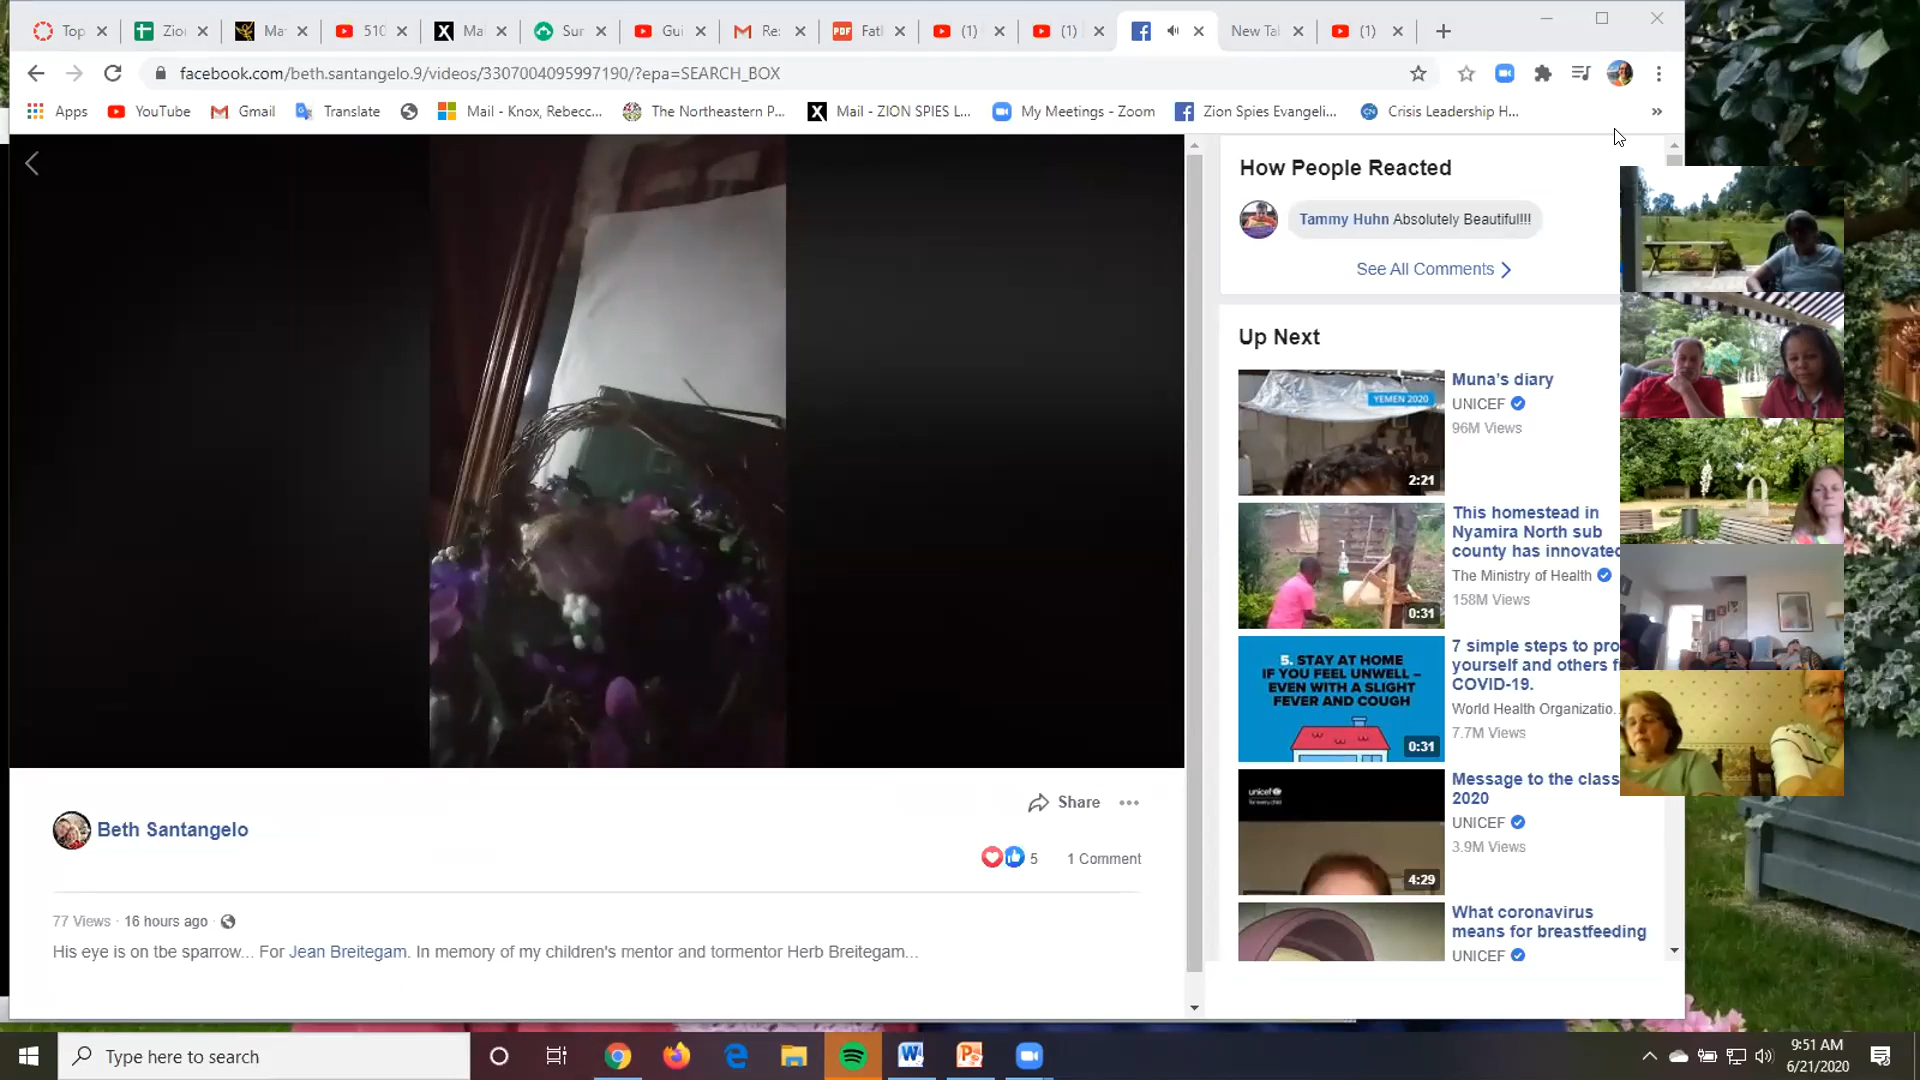 Top
Zio
Ma
510
Mai
Sur
Gui
Re:
Fatl
(1)
(1)
New Tal
(1)
facebook.com/beth.santangelo.9/videos/3307004095997190/?epa=SEARCH_BOX
Apps
YouTube
Gmail
Translate
Mail - Knox, Rebecc...
The Northeastern P...
Mail - ZION SPIES L...
My Meetings - Zoom
Zion Spies Evangeli...
Crisis Leadership H...
How People Reacted
Tammy Huhn Absolutely Beautiful!!!
See All Comments
Up Next
YEMEN 2020
2:21
Muna's diary
UNICEF
96M Views
0:31
This homestead in
Nyamira North sub
county has innovated
The Ministry of Health
158M Views
5. STAY AT HOME
IF YOU FEEL UNWELL –
EVEN WITH A SLIGHT
FEVER AND COUGH
0:31
7 simple steps to pro
yourself and others f
COVID-19.
World Health Organizatio...
7.7M Views
unicef
for every child
4:29
Message to the class
2020
UNICEF
3.9M Views
What coronavirus
means for breastfeeding
UNICEF
Share
Beth Santangelo
5
1 Comment
77 Views · 16 hours ago ·
His eye is on tbe sparrow... For Jean Breitegam. In memory of my children's mentor and tormentor Herb Breitegam...
Type here to search
9:51 AM
6/21/2020